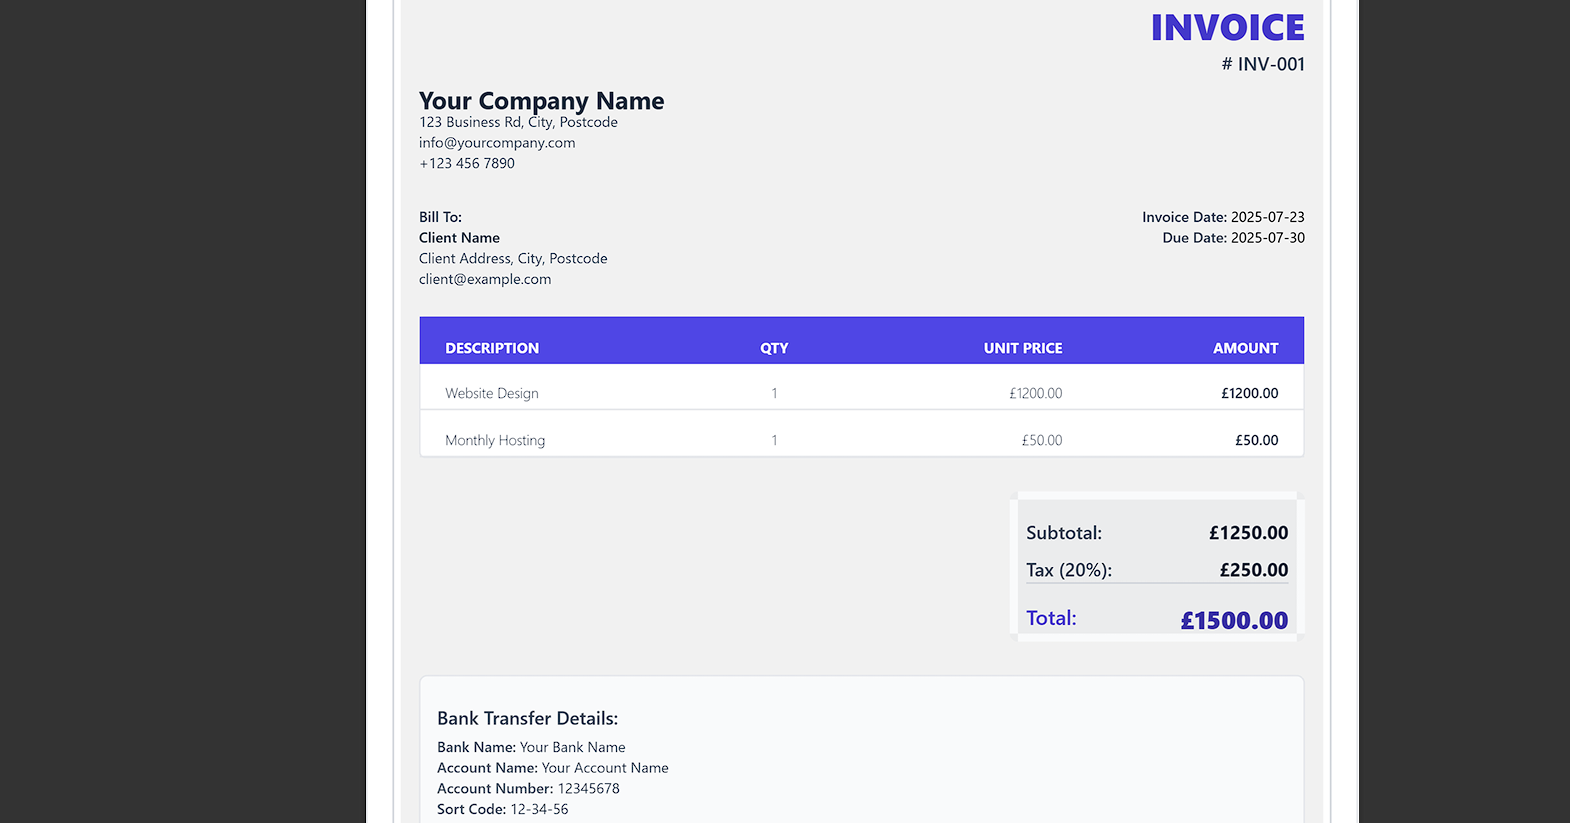 INVOICE
# INV-001
Your Company Name
123 Business Rd, City, Postcode
info@yourcompany.com
+123 456 7890
Bill To:
Client Name
Client Address, City, Postcode
client@example.com
Invoice Date: 2025-07-23
Due Date: 2025-07-30
DESCRIPTION QTY UNIT PRICE AMOUNT
Website Design 1 £1200.00 £1200.00
Monthly Hosting 1 £50.00 £50.00
Subtotal: £1250.00
Tax (20%): £250.00
Total: £1500.00
Bank Transfer Details:
Bank Name: Your Bank Name
Account Name: Your Account Name
Account Number: 12345678
Sort Code: 12-34-56